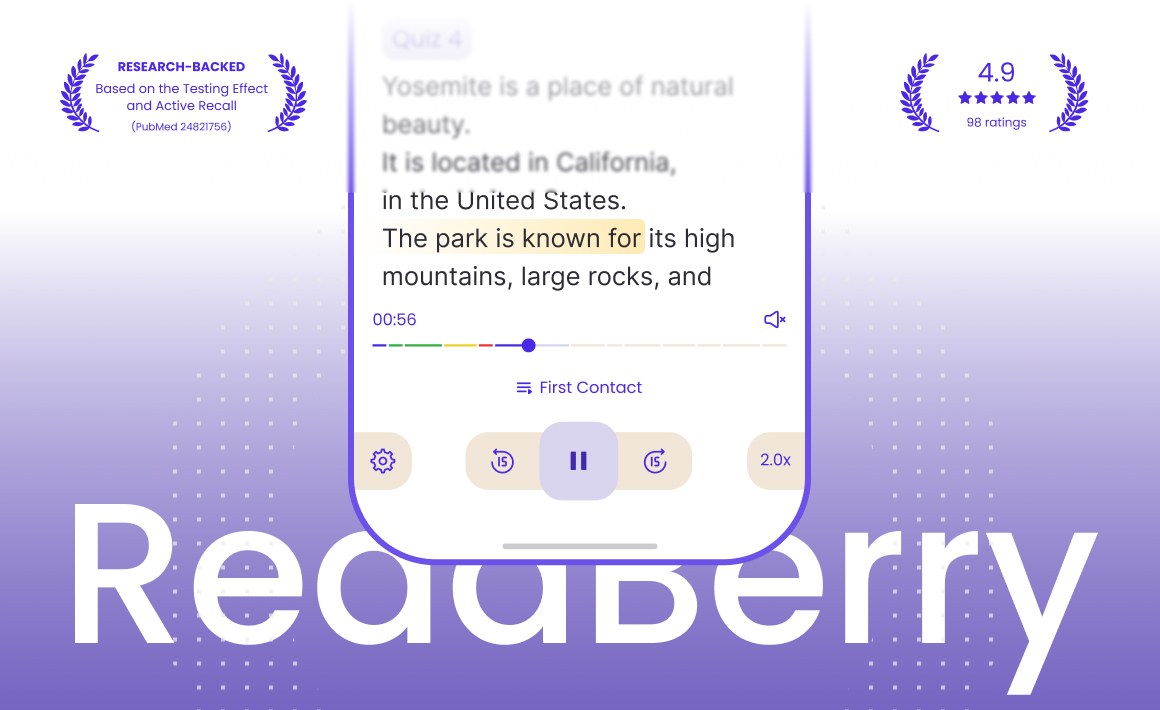 RESEARCH-BACKED
Based on the Testing Effect
and Active Recall
(PubMed 24821756)
4.9
98 ratings
Quiz 4
Yosemite is a place of natural
beauty.
It is located in California,
in the United States.
The park is known for its high
mountains, large rocks, and
00:56
First Contact
15
15
2.0x
ReadBerry